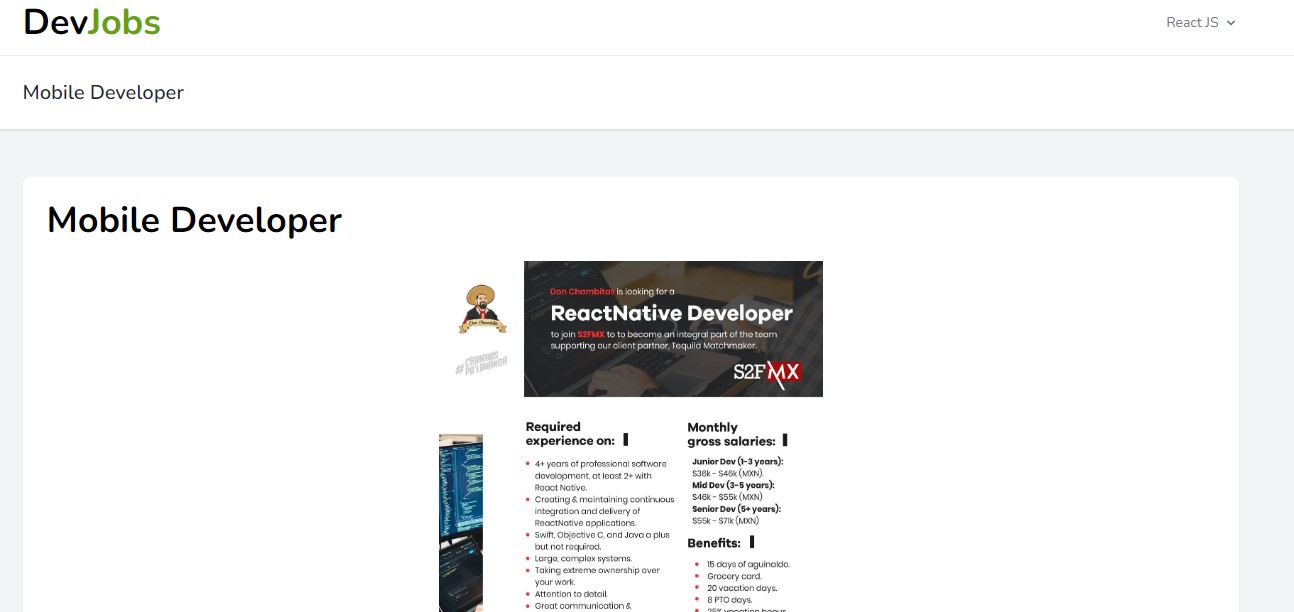 DevJobs
React JS
Mobile Developer
Mobile Developer
Don Chambitas is looking for a
ReactNative Developer
to join S2FMX to to become an integral part of the team
supporting our client partner, Tequila Matchmaker.
S2FMX
Don Chambitas
#CHAMBAS
PA'LABANDA
Required
experience on:
4+ years of professional software
development, at least 2+ with
React Native.
Creating & maintaining continuous
integration and delivery of
ReactNative applications.
Swift, Objective C, and Java a plus
but not required.
Large, complex systems.
Taking extreme ownership over
your work.
Attention to detail.
Great communication &
Monthly
gross salaries:
Junior Dev (1-3 years):
$36k - $46k (MXN).
Mid Dev (3-5 years):
$46k - $55k (MXN)
Senior Dev (5+ years):
$55k - $71k (MXN)
Benefits:
15 days of aguinaldo.
Grocery card.
20 vacation days.
8 PTO days.
25% vacation bonus